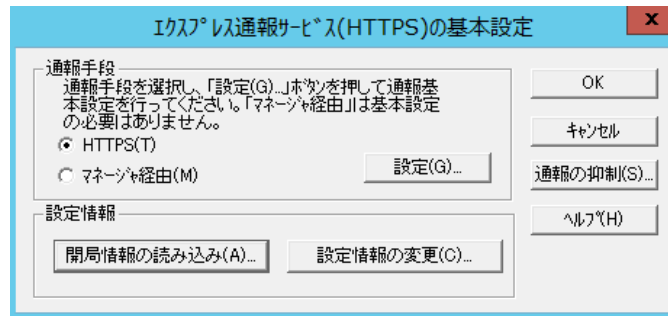 ｴｸｽﾌﾟﾚｽ通報ｻｰﾋﾞｽ(HTTPS)の基本設定
x
通報手段
通報手段を選択し、「設定(G)...」ﾎﾞﾀﾝを押して通報基
本設定を行ってください。「ﾏﾈｰｼﾞｬ経由」は基本設定
の必要はありません。
HTTPS(T)
ﾏﾈｰｼﾞｬ経由(M)
設定(G)...
設定情報
開局情報の読み込み(A)...
設定情報の変更(C)...
OK
ｷｬﾝｾﾙ
通報の抑制(S)...
ﾍﾙﾌﾟ(H)